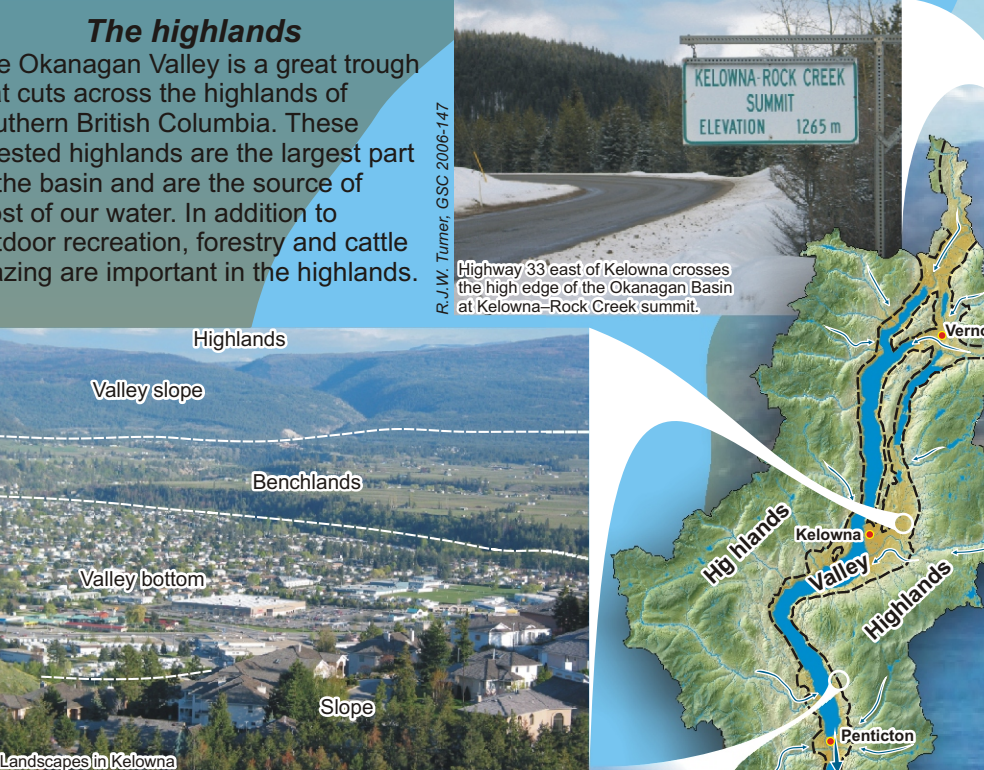 The highlands
e Okanagan Valley is a great trough
at cuts across the highlands of
uthern British Columbia. These
ested highlands are the largest part
the basin and are the source of
ost of our water. In addition to
tdoor recreation, forestry and cattle
azing are important in the highlands.
R.J.W. Turner, GSC 2006-147
KELOWNA-ROCK CREEK
SUMMIT
ELEVATION 1265 m
Highway 33 east of Kelowna crosses
the high edge of the Okanagan Basin
at Kelowna–Rock Creek summit.
Highlands
Valley slope
Benchlands
Valley bottom
Slope
Landscapes in Kelowna
Verno
Highlands
Kelowna
Valley
Highlands
Penticton